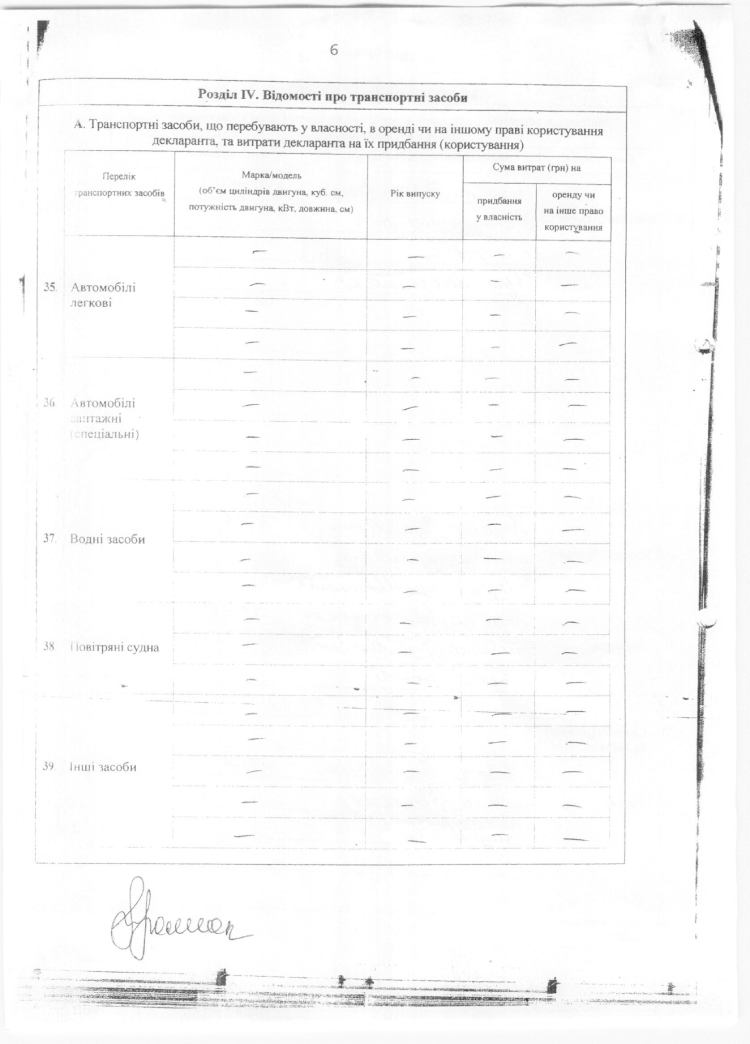 6
Розділ IV. Відомості про транспортні засоби
А. Транспортні засоби, що перебувають у власності, в оренді чи на іншому праві користування
декларанта, та витрати декларанта на їх придбання (користування)
Перелік
транспортних засобів
Марка/модель
(об’єм циліндрів двигуна, куб. см,
потужність двигуна, кВт, довжина, см)
Рік випуску
Сума витрат (грн) на
придбання
у власність
оренду чи
на інше право
користування
35. Автомобілі
легкові
— — — —
— — — —
— — — —
— — — —
36. Автомобілі
вантажні
(спеціальні)
— — — —
— — — —
— — — —
— — — —
37. Водні засоби
— — — —
— — — —
— — — —
— — — —
38. Повітряні судна
— — — —
— — — —
— — — —
— — — —
39. Інші засоби
— — — —
— — — —
— — — —
— — — —